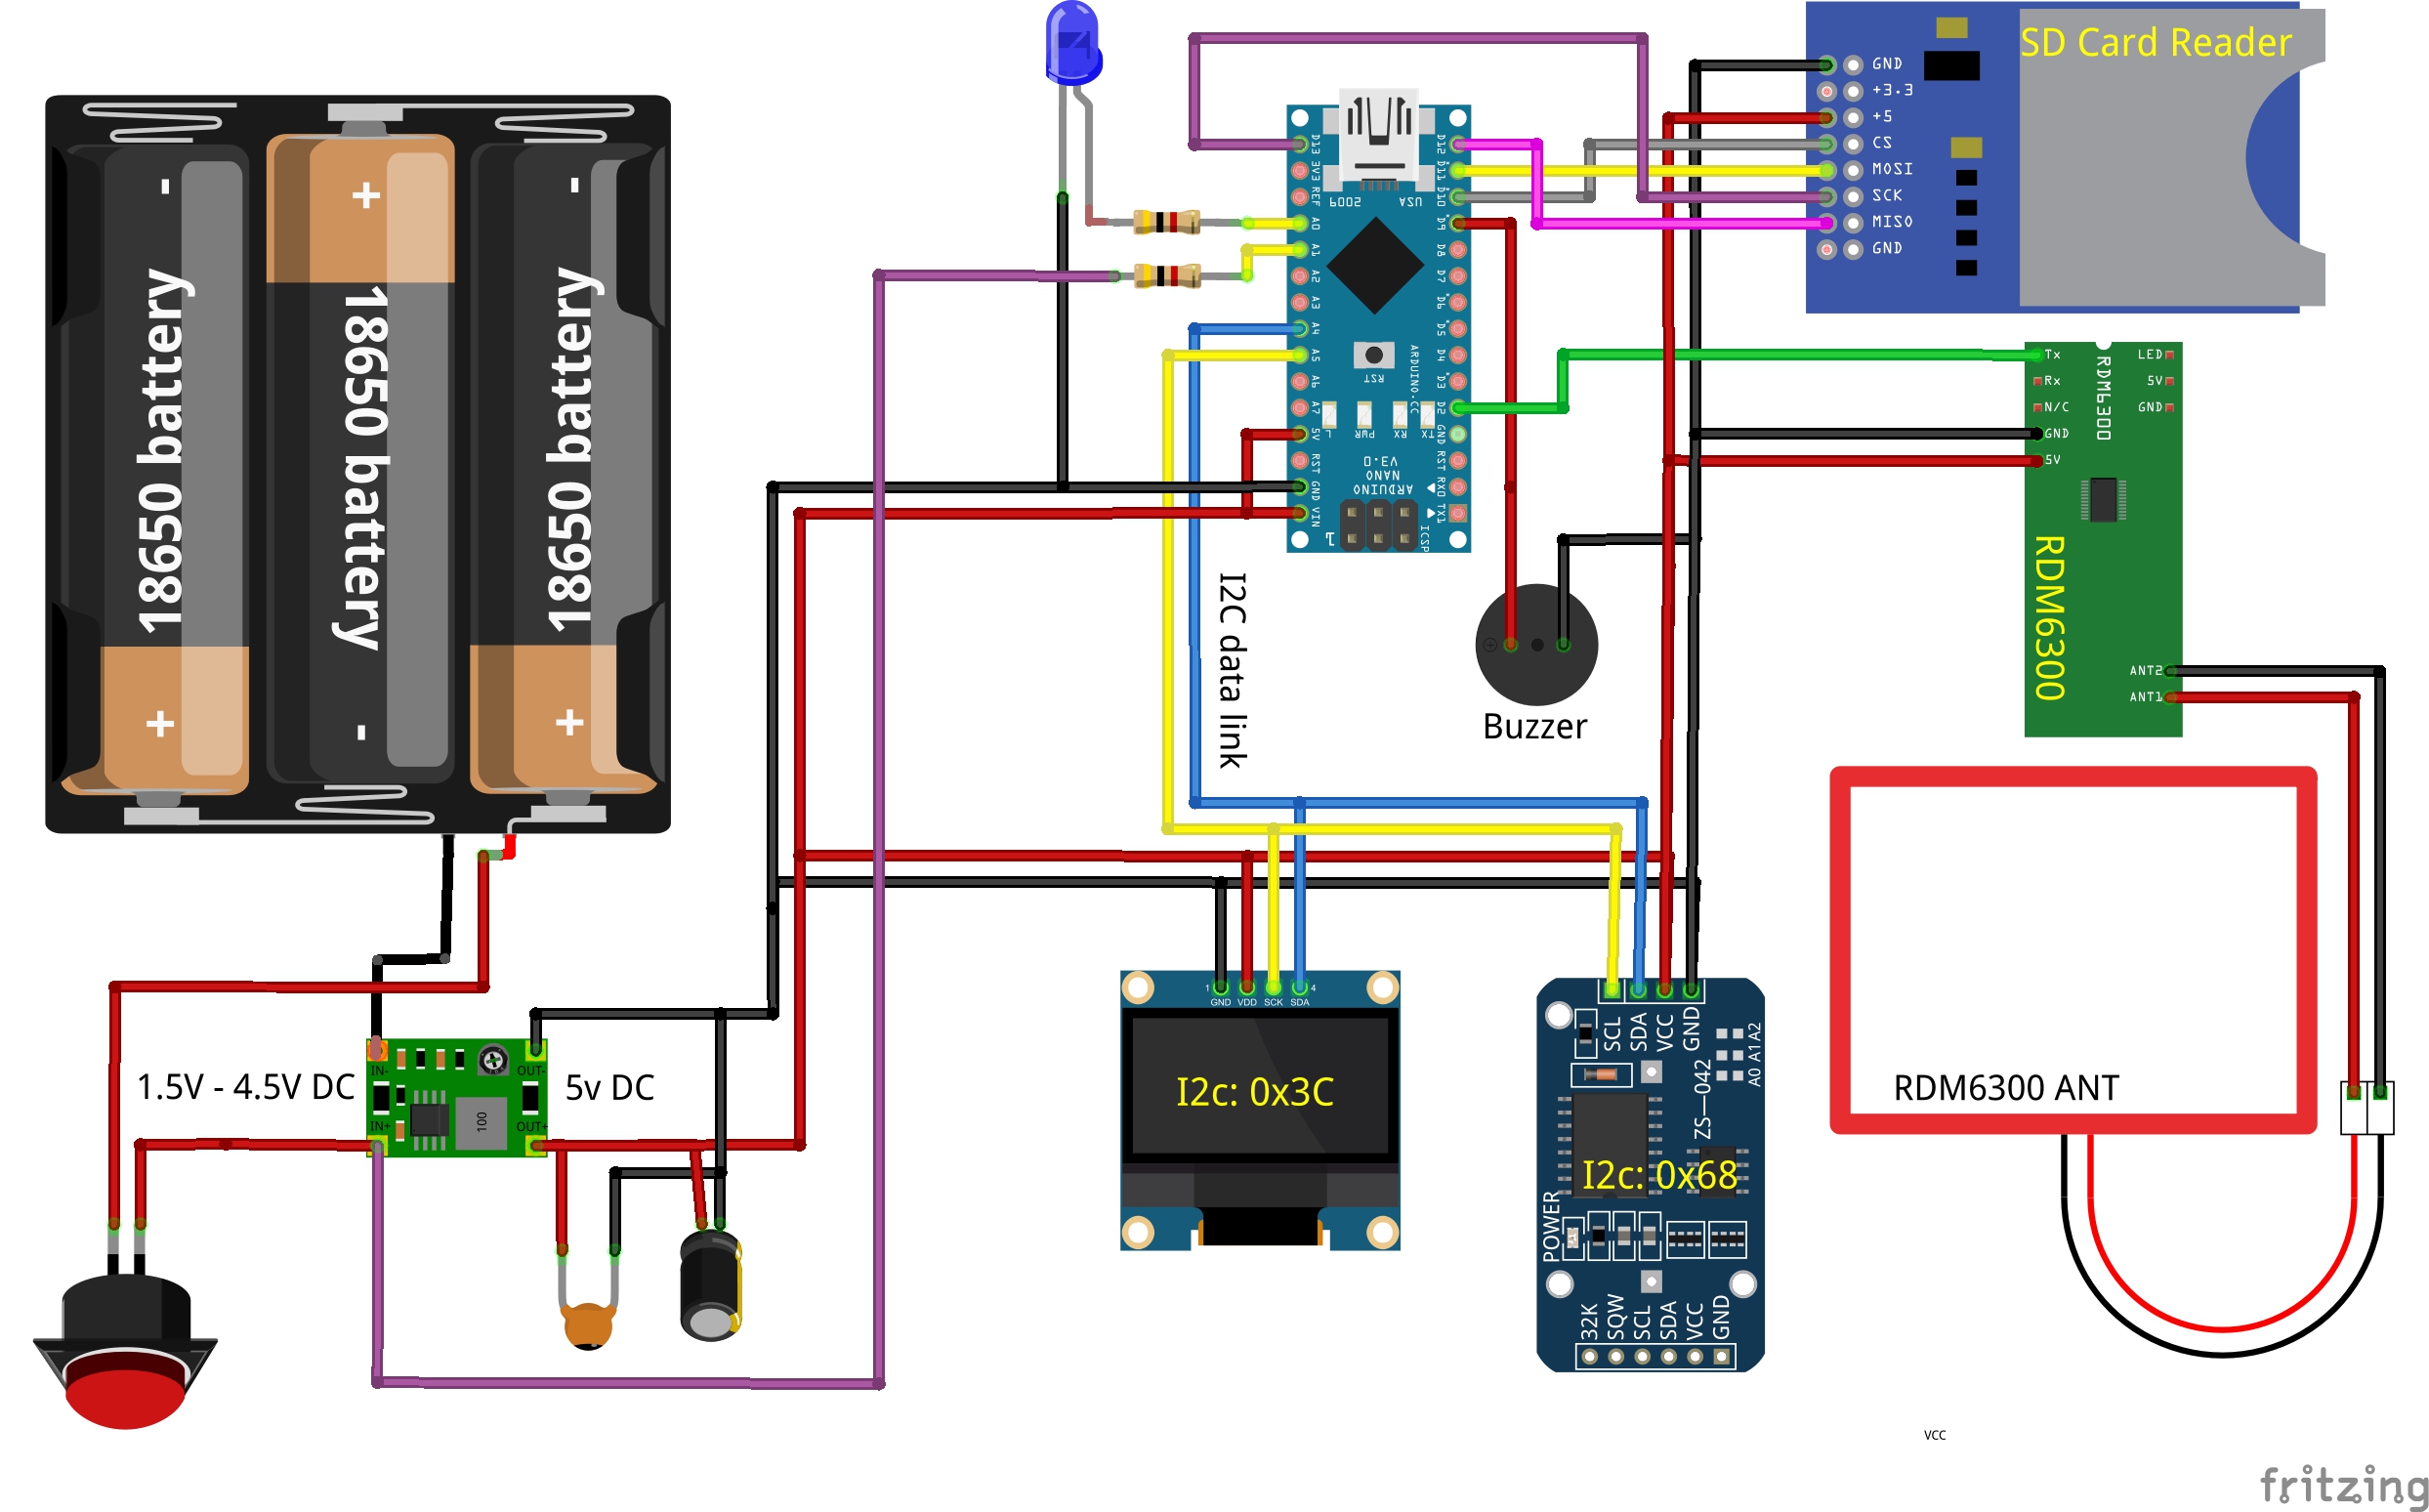 SD Card Reader
GND
+3.3
+5
CS
MOSI
SCK
MISO
GND
-
+
-
18650 battery
18650 battery
18650 battery
+
-
+
D13
3V3
REF
A0
A1
A2
A3
A4
A5
A6
A7
5V
RST
GND
VIN
D12
D11
D10
D9
D8
D7
D6
D5
D4
D3
D2
GND
RST
RX0
TX1
2009
USA
RST
ARDUINO.CC
L
PWR
RX
TX
ARDUINO
NANO
V3.0
ICSP
1
Tx
Rx
N/C
GND
5V
LED
5V
GND
RDM6300
RDM6300
ANT2
ANT1
I2C data link
+
Buzzer
RDM6300 ANT
1.5V - 4.5V DC
IN-
IN+
OUT-
OUT+
100
5v DC
1
GND
VDD
SCK
SDA
4
I2c: 0x3C
SCL
SDA
VCC
GND
A0 A1 A2
ZS-042
I2c: 0x68
POWER
32K
SQW
SCL
SDA
VCC
GND
VCC
fritzing